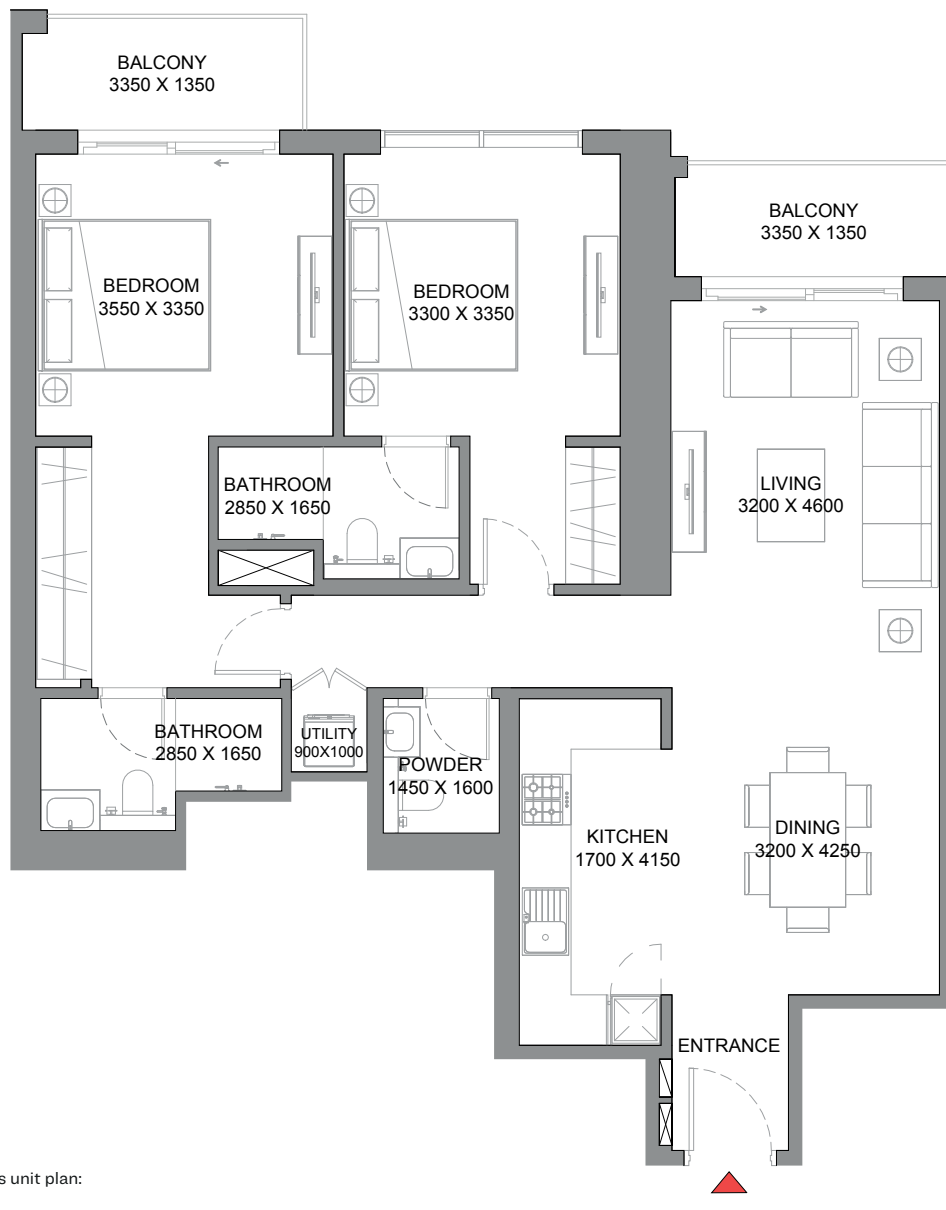 BALCONY
3350 X 1350
BALCONY
3350 X 1350
BEDROOM
3550 X 3350
BEDROOM
3300 X 3350
BATHROOM
2850 X 1650
LIVING
3200 X 4600
BATHROOM
2850 X 1650
UTILITY
900X1000
POWDER
1450 X 1600
KITCHEN
1700 X 4150
DINING
3200 X 4250
ENTRANCE
s unit plan: